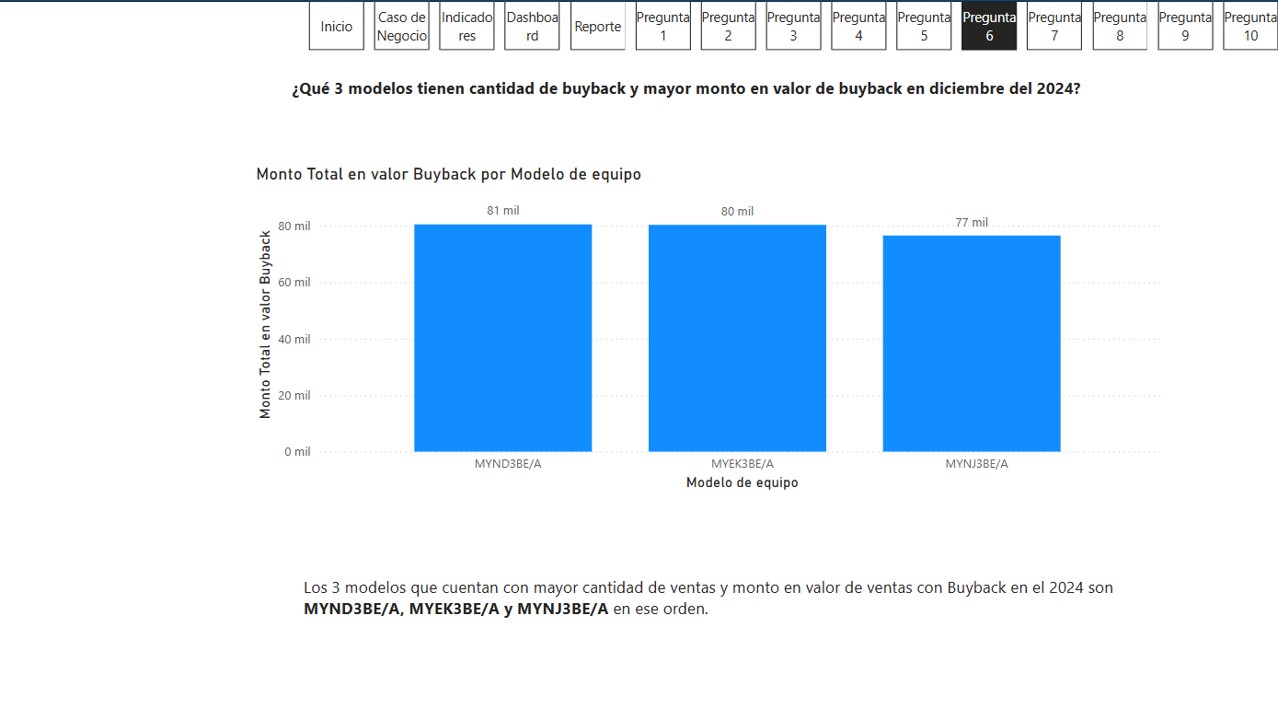 Inicio
Caso de
Negocio
Indicado
res
Dashboa
rd
Reporte
Pregunta
1
Pregunta
2
Pregunta
3
Pregunta
4
Pregunta
5
Pregunta
6
Pregunta
7
Pregunta
8
Pregunta
9
Pregunta
10
¿Qué 3 modelos tienen cantidad de buyback y mayor monto en valor de buyback en diciembre del 2024?
Monto Total en valor Buyback por Modelo de equipo
Monto Total en valor Buyback
80 mil
60 mil
40 mil
20 mil
0 mil
81 mil
80 mil
77 mil
MYND3BE/A
MYEK3BE/A
MYNJ3BE/A
Modelo de equipo
Los 3 modelos que cuentan con mayor cantidad de ventas y monto en valor de ventas con Buyback en el 2024 son
MYND3BE/A, MYEK3BE/A y MYNJ3BE/A en ese orden.